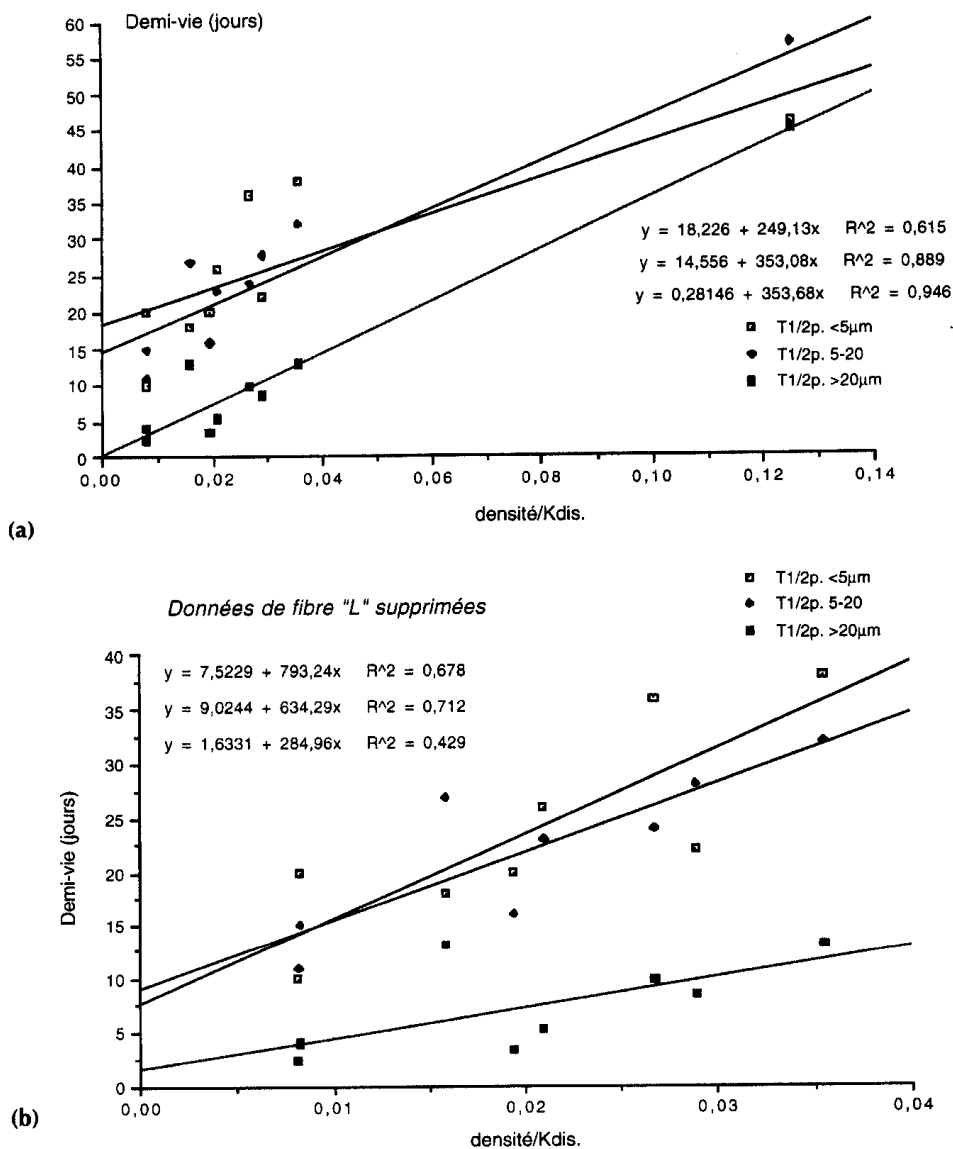 Demi-vie (jours)
60
55
50
45
40
35
30
25
20
15
10
5
0
y = 18,226 + 249,13x R^2 = 0,615
y = 14,556 + 353,08x R^2 = 0,889
y = 0,28146 + 353,68x R^2 = 0,946
T1/2p. <5µm
T1/2p. 5-20
T1/2p. >20µm
0,00 0,02 0,04 0,06 0,08 0,10 0,12 0,14
densité/Kdis.
(a)
T1/2p. <5µm
T1/2p. 5-20
T1/2p. >20µm
Données de fibre "L" supprimées
y = 7,5229 + 793,24x R^2 = 0,678
y = 9,0244 + 634,29x R^2 = 0,712
y = 1,6331 + 284,96x R^2 = 0,429
Demi-vie (jours)
40
35
30
25
20
15
10
5
0
0,00 0,01 0,02 0,03 0,04
densité/Kdis.
(b)